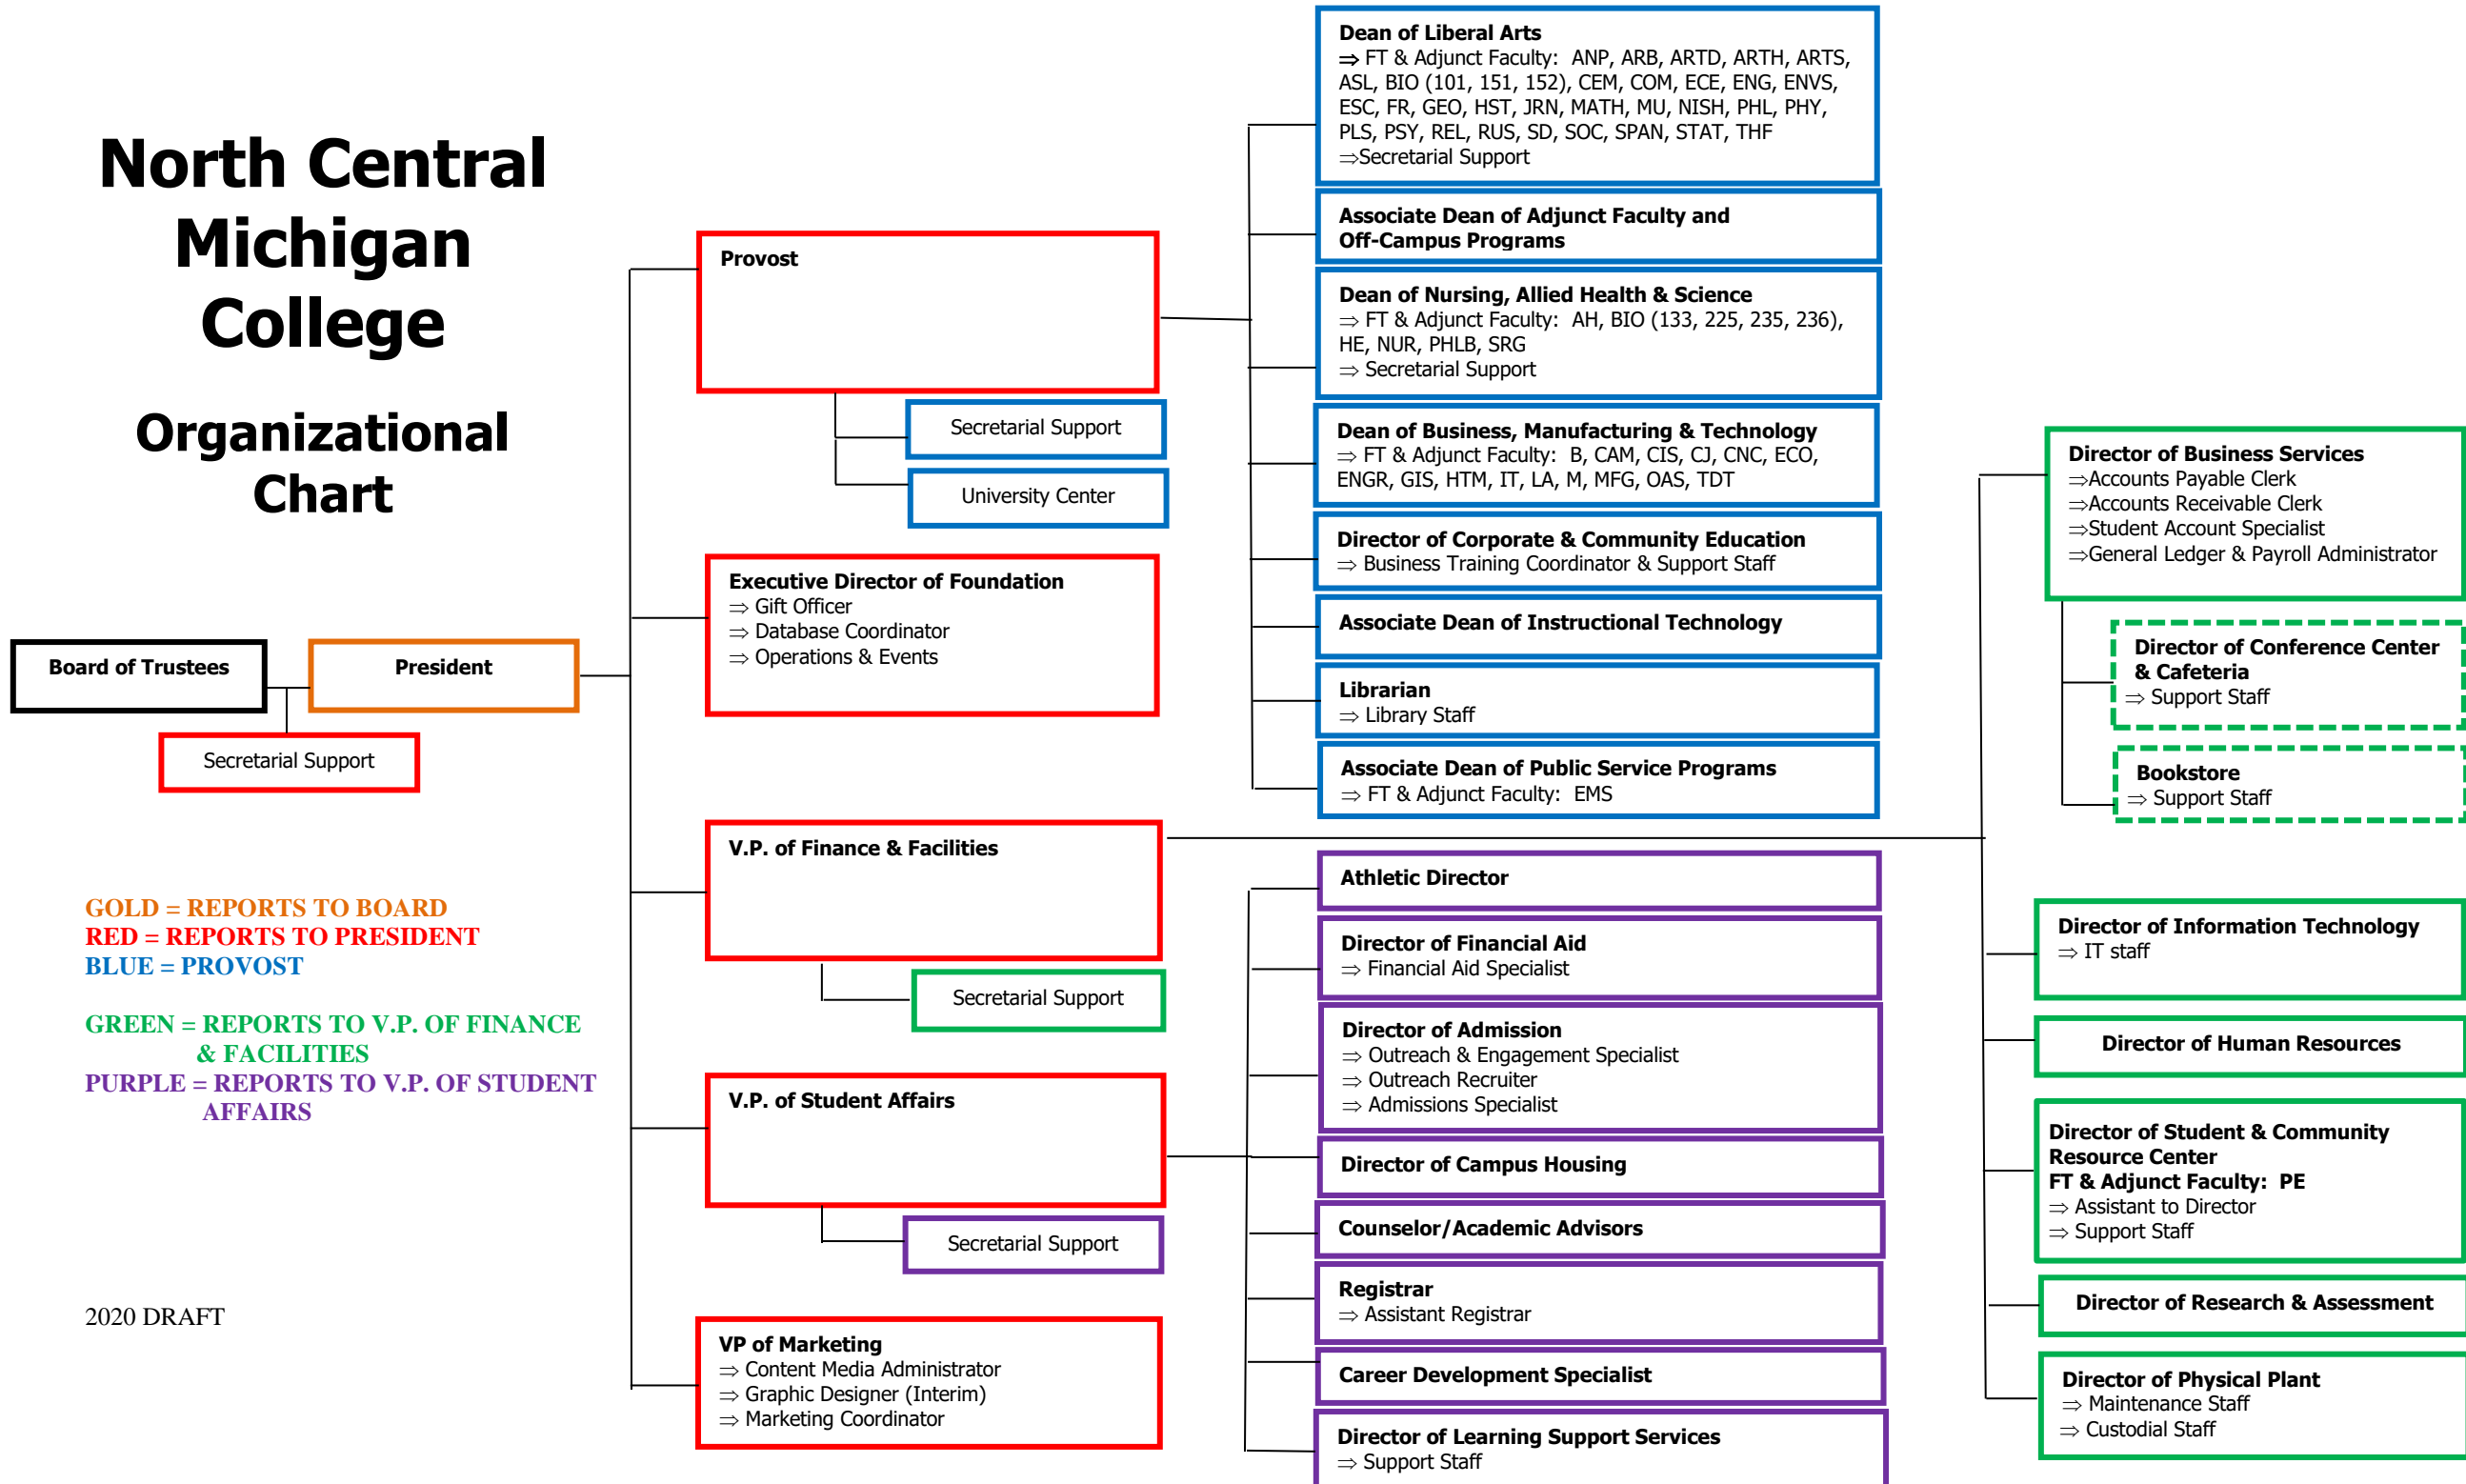 North Central
Michigan
College
Organizational
Chart
Board of Trustees
President
Secretarial Support
GOLD = REPORTS TO BOARD
RED = REPORTS TO PRESIDENT
BLUE = PROVOST
GREEN = REPORTS TO V.P. OF FINANCE
& FACILITIES
PURPLE = REPORTS TO V.P. OF STUDENT
AFFAIRS
2020 DRAFT
Provost
Secretarial Support
University Center
Executive Director of Foundation
⇒ Gift Officer
⇒ Database Coordinator
⇒ Operations & Events
V.P. of Finance & Facilities
Secretarial Support
V.P. of Student Affairs
Secretarial Support
VP of Marketing
⇒ Content Media Administrator
⇒ Graphic Designer (Interim)
⇒ Marketing Coordinator
Dean of Liberal Arts
⇒ FT & Adjunct Faculty: ANP, ARB, ARTD, ARTH, ARTS,
ASL, BIO (101, 151, 152), CEM, COM, ECE, ENG, ENVS,
ESC, FR, GEO, HST, JRN, MATH, MU, NISH, PHL, PHY,
PLS, PSY, REL, RUS, SD, SOC, SPAN, STAT, THF
⇒Secretarial Support
Associate Dean of Adjunct Faculty and
Off-Campus Programs
Dean of Nursing, Allied Health & Science
⇒ FT & Adjunct Faculty: AH, BIO (133, 225, 235, 236),
HE, NUR, PHLB, SRG
⇒ Secretarial Support
Dean of Business, Manufacturing & Technology
⇒ FT & Adjunct Faculty: B, CAM, CIS, CJ, CNC, ECO,
ENGR, GIS, HTM, IT, LA, M, MFG, OAS, TDT
Director of Corporate & Community Education
⇒ Business Training Coordinator & Support Staff
Associate Dean of Instructional Technology
Librarian
⇒ Library Staff
Associate Dean of Public Service Programs
⇒ FT & Adjunct Faculty: EMS
Athletic Director
Director of Financial Aid
⇒ Financial Aid Specialist
Director of Admission
⇒ Outreach & Engagement Specialist
⇒ Outreach Recruiter
⇒ Admissions Specialist
Director of Campus Housing
Counselor/Academic Advisors
Registrar
⇒ Assistant Registrar
Career Development Specialist
Director of Learning Support Services
⇒ Support Staff
Director of Business Services
⇒Accounts Payable Clerk
⇒Accounts Receivable Clerk
⇒Student Account Specialist
⇒General Ledger & Payroll Administrator
Director of Conference Center
& Cafeteria
⇒ Support Staff
Bookstore
⇒ Support Staff
Director of Information Technology
⇒ IT staff
Director of Human Resources
Director of Student & Community
Resource Center
FT & Adjunct Faculty: PE
⇒ Assistant to Director
⇒ Support Staff
Director of Research & Assessment
Director of Physical Plant
⇒ Maintenance Staff
⇒ Custodial Staff